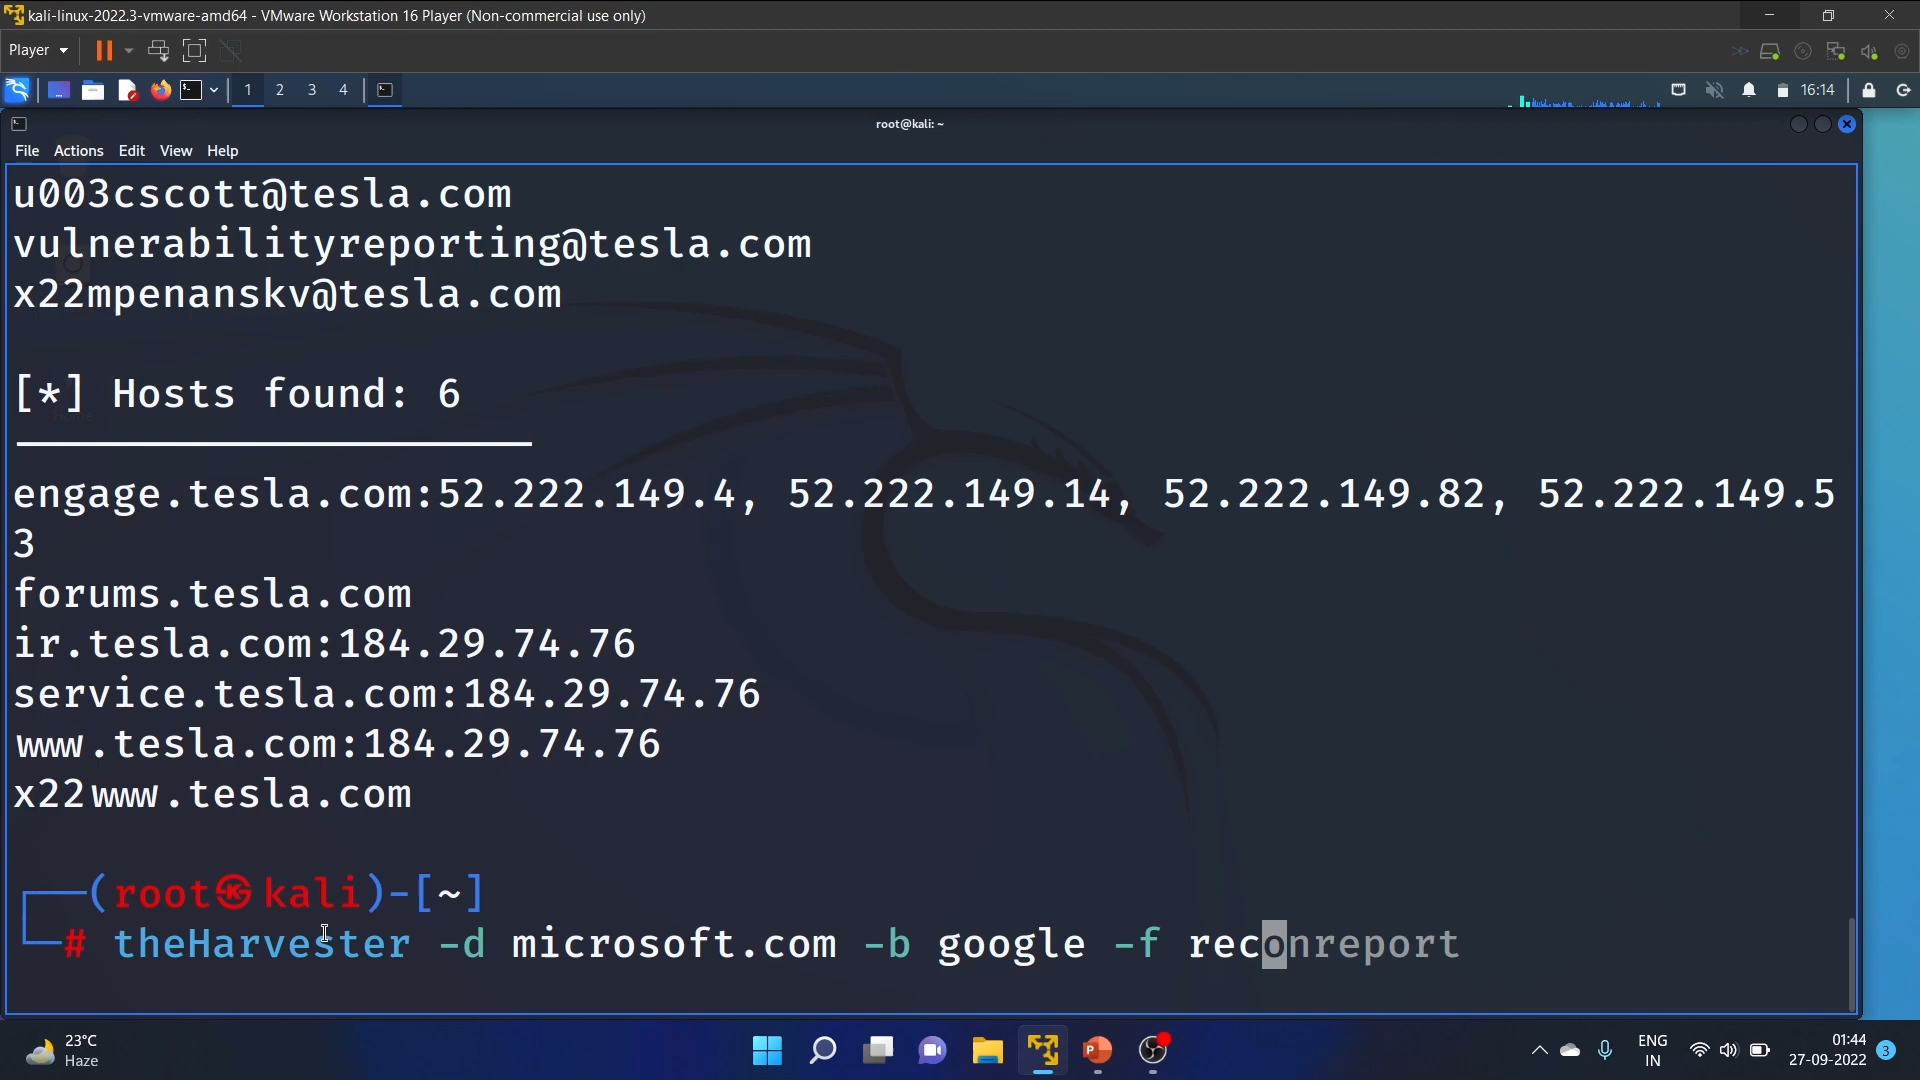 kali-linux-2022.3-vmware-amd64 - VMware Workstation 16 Player (Non-commercial use only)
Player
1 2 3 4 16:14
root@kali: ~
File Actions Edit View Help
u003cscott@tesla.com
vulnerabilityreporting@tesla.com
x22mpenanskv@tesla.com
[*] Hosts found: 6
engage.tesla.com:52.222.149.4, 52.222.149.14, 52.222.149.82, 52.222.149.5
3
forums.tesla.com
ir.tesla.com:184.29.74.76
service.tesla.com:184.29.74.76
www.tesla.com:184.29.74.76
x22www.tesla.com
(root㉿kali)-[~]
# theHarvester -d microsoft.com -b google -f reconreport
23°C
Haze
ENG
IN
01:44
27-09-2022
3